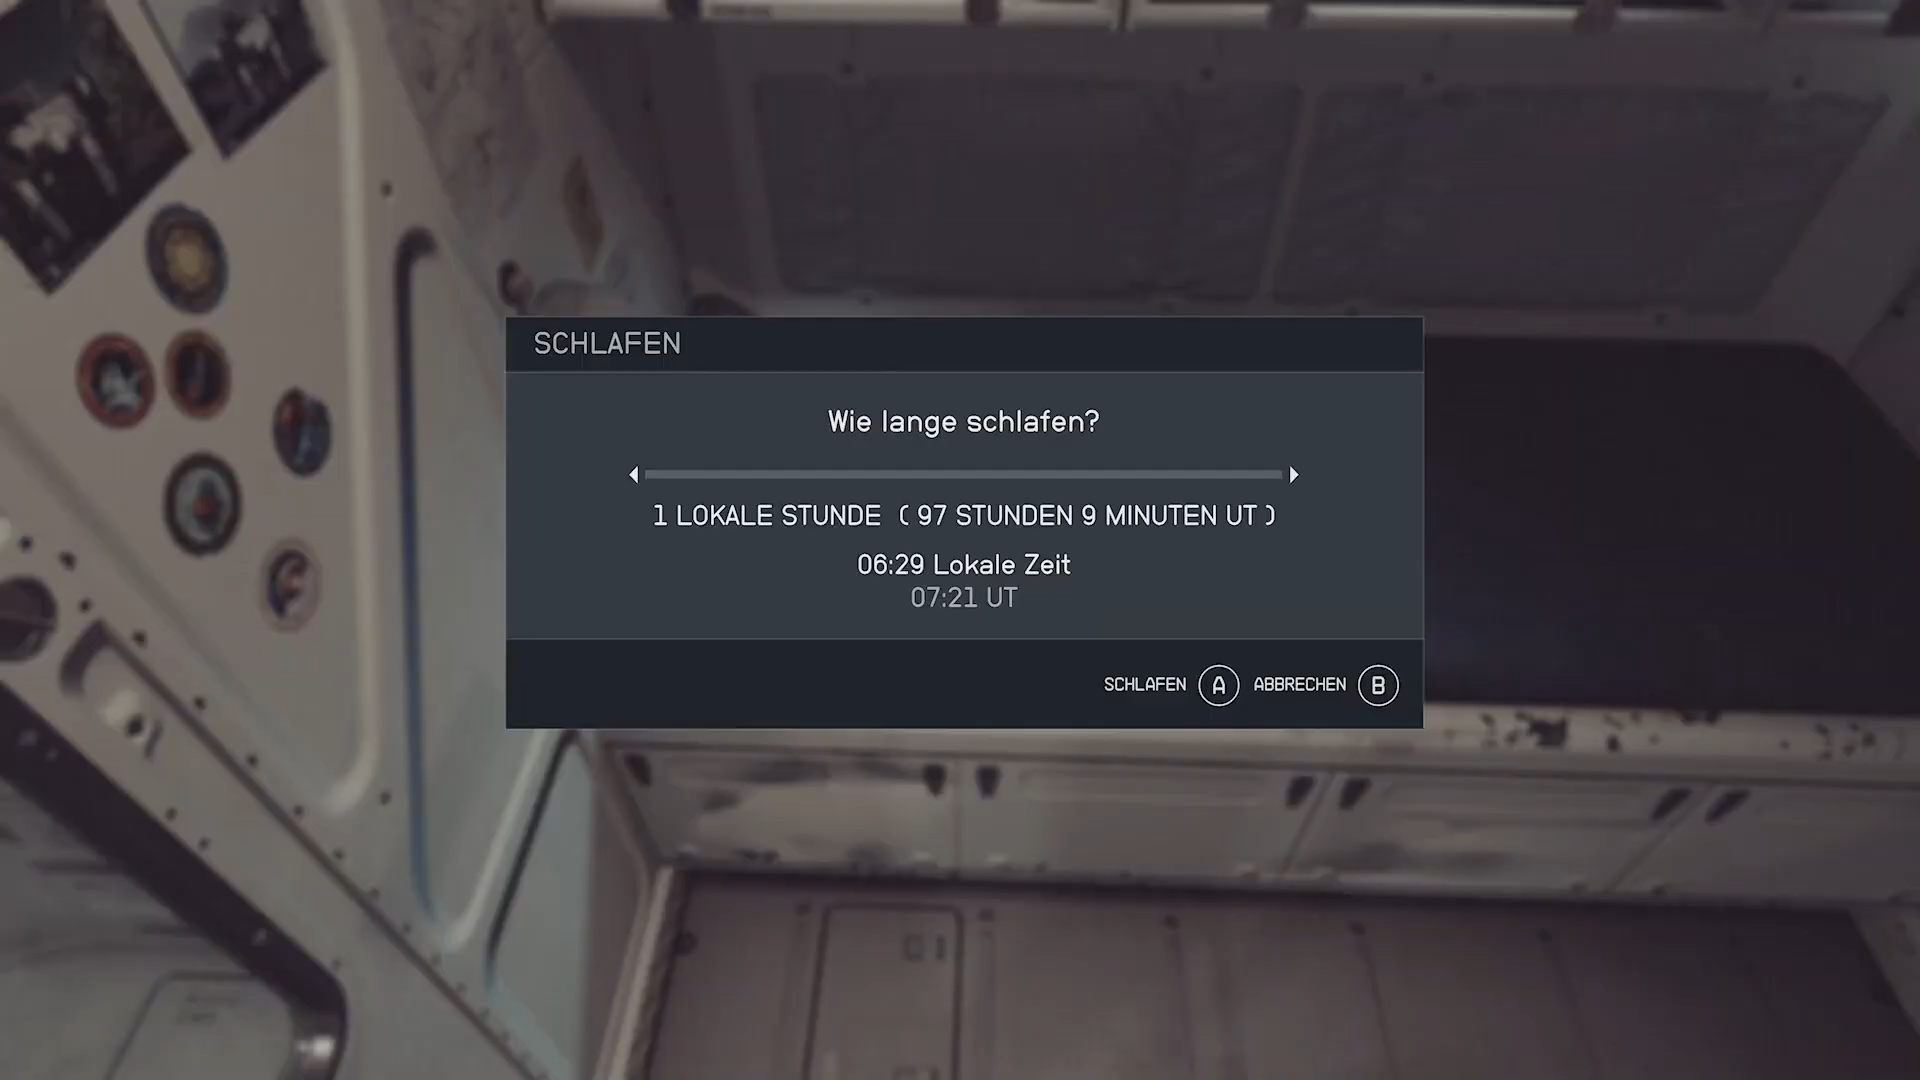 SCHLAFEN
Wie lange schlafen?
1 LOKALE STUNDE ( 97 STUNDEN 9 MINUTEN UT )
06:29 Lokale Zeit
07:21 UT
SCHLAFEN A ABBRECHEN B